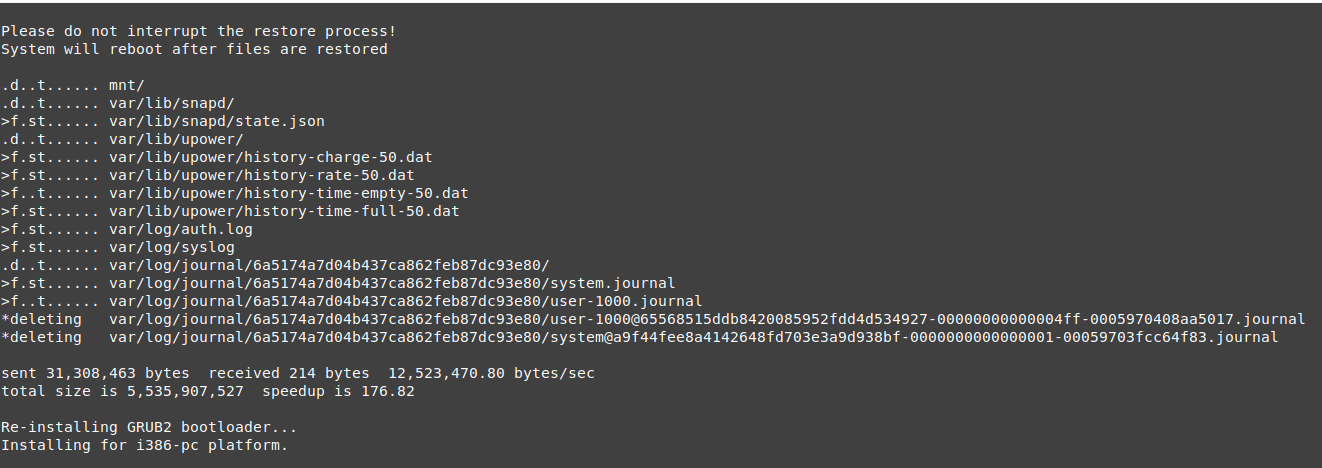 Please do not interrupt the restore process!
System will reboot after files are restored
.d..t...... mnt/
.d..t...... var/lib/snapd/
>f.st...... var/lib/snapd/state.json
.d..t...... var/lib/upower/
>f.st...... var/lib/upower/history-charge-50.dat
>f.st...... var/lib/upower/history-rate-50.dat
>f..t...... var/lib/upower/history-time-empty-50.dat
>f.st...... var/lib/upower/history-time-full-50.dat
>f.st...... var/log/auth.log
>f.st...... var/log/syslog
.d..t...... var/log/journal/6a5174a7d04b437ca862feb87dc93e80/
>f.st...... var/log/journal/6a5174a7d04b437ca862feb87dc93e80/system.journal
>f..t...... var/log/journal/6a5174a7d04b437ca862feb87dc93e80/user-1000.journal
*deleting   var/log/journal/6a5174a7d04b437ca862feb87dc93e80/user-1000@65568515ddb8420085952fdd4d534927-00000000000004ff-0005970408aa5017.journal
*deleting   var/log/journal/6a5174a7d04b437ca862feb87dc93e80/system@a9f44fee8a4142648fd703e3a9d938bf-0000000000000001-00059703fcc64f83.journal
sent 31,308,463 bytes  received 214 bytes  12,523,470.80 bytes/sec
total size is 5,535,907,527  speedup is 176.82
Re-installing GRUB2 bootloader...
Installing for i386-pc platform.